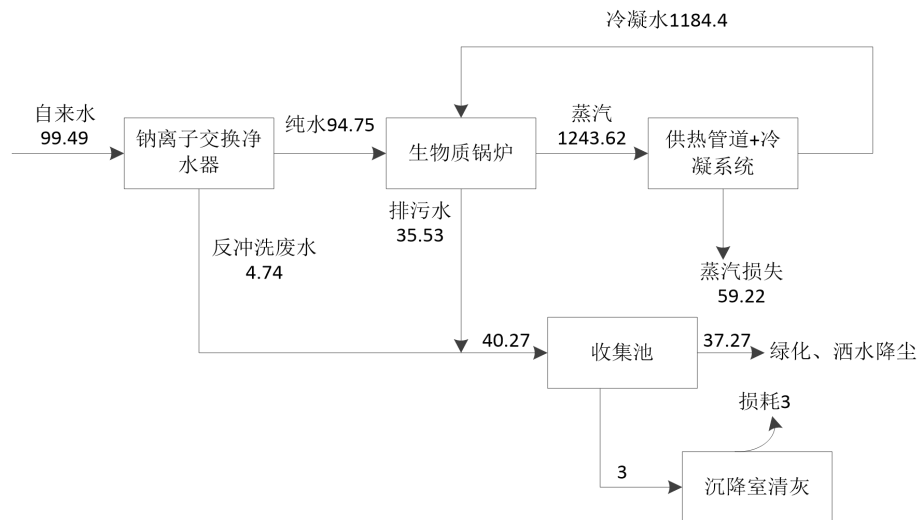 冷凝水1184.4
自来水
99.49
钠离子交换净
水器
纯水94.75
生物质锅炉
蒸汽
1243.62
供热管道+冷
凝系统
反冲洗废水
4.74
排污水
35.53
蒸汽损失
59.22
40.27
收集池
37.27
绿化、洒水降尘
损耗3
3
沉降室清灰